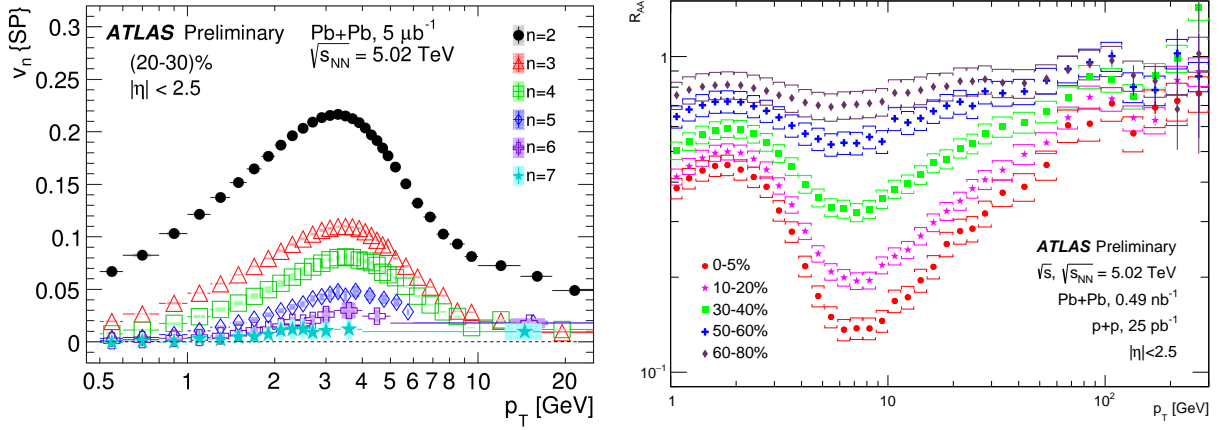 v_n {SP}
0.3
0.25
0.2
0.15
0.1
0.05
0
ATLAS Preliminary
(20-30)%
|η| < 2.5
Pb+Pb, 5 μb⁻¹
√s_NN = 5.02 TeV
n=2
n=3
n=4
n=5
n=6
n=7
0.5 1 2 3 4 5 6 7 8 10 20
p_T [GeV]
R_AA
1
10⁻¹
0-5%
10-20%
30-40%
50-60%
60-80%
ATLAS Preliminary
√s, √s_NN = 5.02 TeV
Pb+Pb, 0.49 nb⁻¹
p+p, 25 pb⁻¹
|η|<2.5
1 10 10²
p_T [GeV]